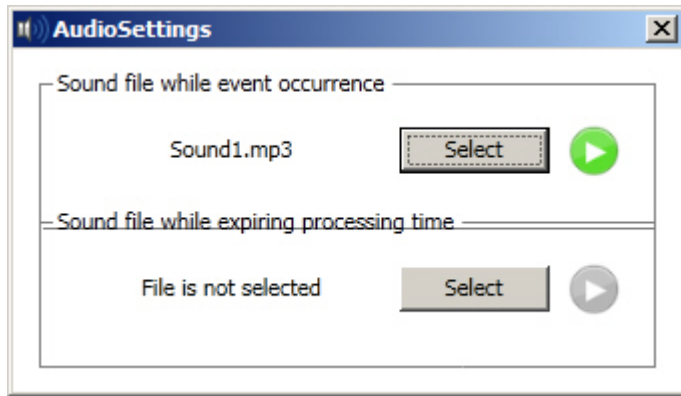 AudioSettings
Sound file while event occurrence
Sound1.mp3 Select
Sound file while expiring processing time
File is not selected Select